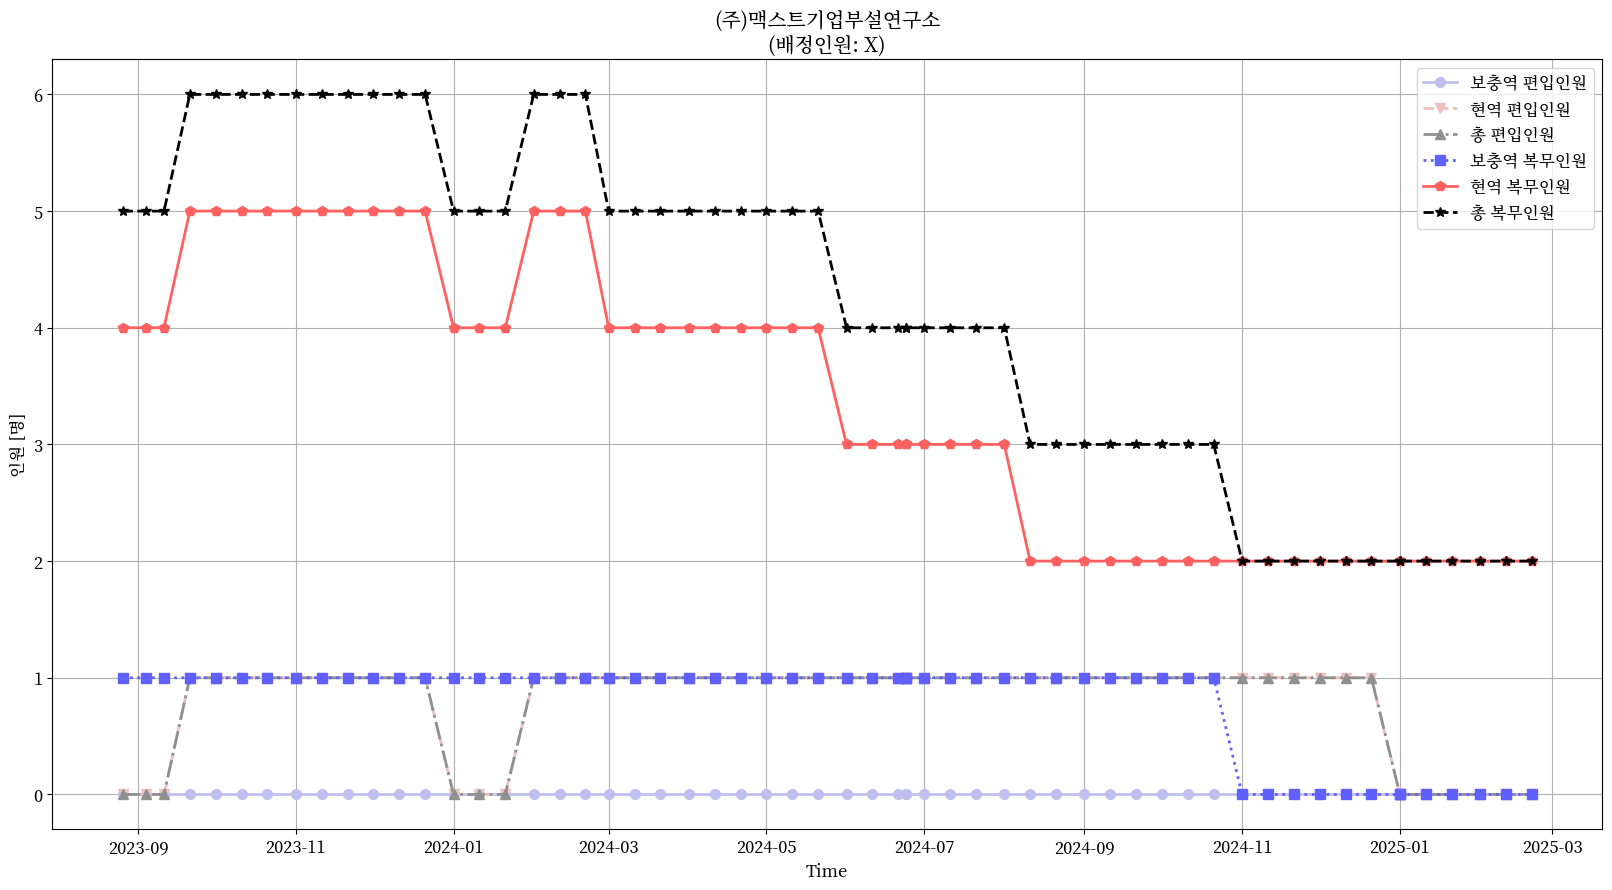 (주)맥스트기업부설연구소
(배정인원: X)
보충역 편입인원
현역 편입인원
총 편입인원
보충역 복무인원
현역 복무인원
총 복무인원
인원 [명]
6
5
4
3
2
1
0
2023-09
2023-11
2024-01
2024-03
2024-05
2024-07
2024-09
2024-11
2025-01
2025-03
Time